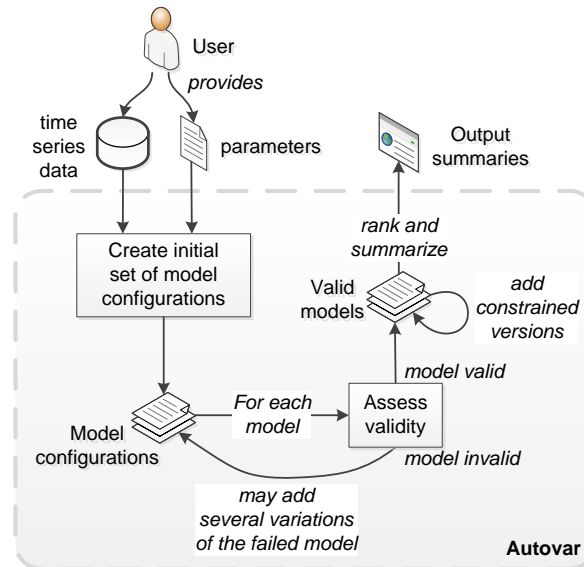 User
provides
time
series
data
parameters
Output
summaries
Create initial
set of model
configurations
rank and
summarize
Valid
models
add
constrained
versions
model valid
For each
model
Assess
validity
Model
configurations
model invalid
may add
several variations
of the failed model
Autovar